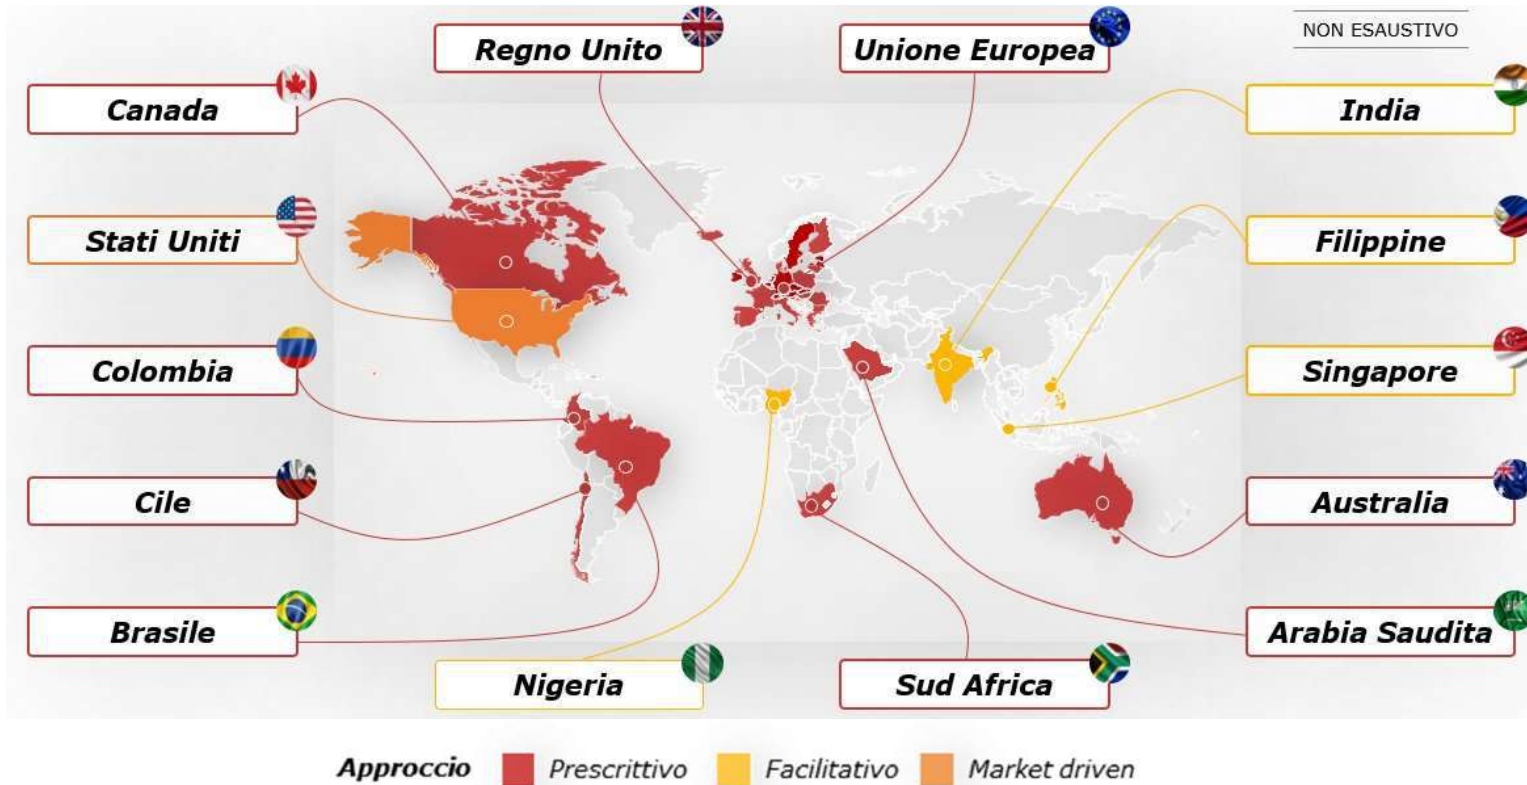 Regno Unito
Unione Europea
NON ESAUSTIVO
Canada
India
Stati Uniti
Filippine
Colombia
Singapore
Cile
Australia
Brasile
Arabia Saudita
Nigeria
Sud Africa
Approccio Prescrittivo Facilitativo Market driven